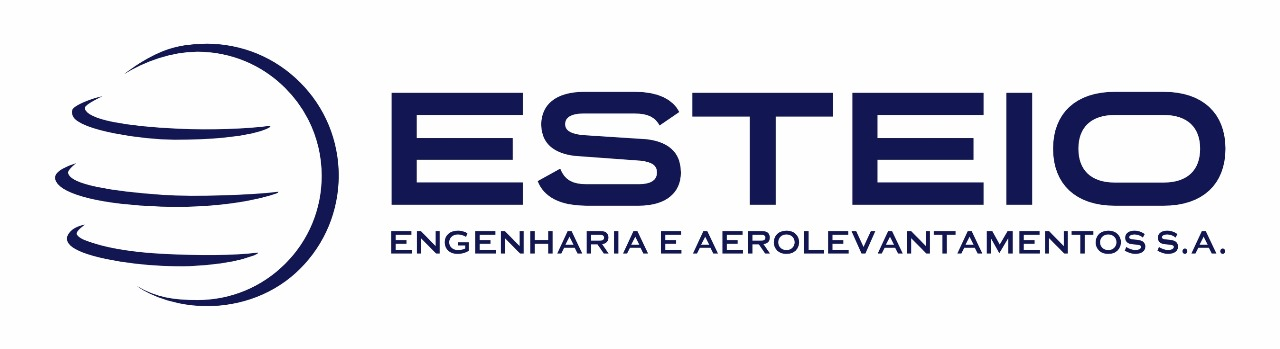 ESTEIO
ENGENHARIA E AEROLEVANTAMENTOS S.A.